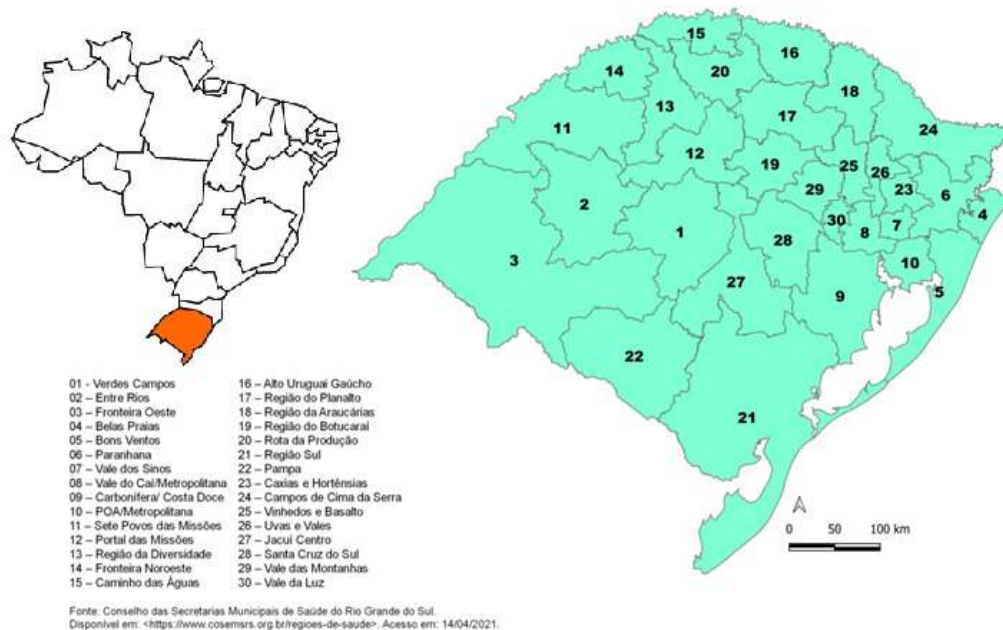 15
16
14
20
13
18
11
17
24
12
19
25
26
29
23
6
2
4
30
7
1
8
28
10
3
27
5
9
22
21
0 50 100 km
01 - Verdes Campos
02 – Entre Rios
03 – Fronteira Oeste
04 – Belas Praias
05 – Bons Ventos
06 – Paranhana
07 – Vale dos Sinos
08 – Vale do Caí/Metropolitana
09 – Carbonífera/ Costa Doce
10 – POA/Metropolitana
11 – Sete Povos das Missões
12 – Portal das Missões
13 – Região da Diversidade
14 – Fronteira Noroeste
15 – Caminho das Águas
16 – Alto Uruguai Gaúcho
17 – Região do Planalto
18 – Região da Araucárias
19 – Região do Botucaraí
20 – Rota da Produção
21 – Região Sul
22 – Pampa
23 – Caxias e Hortênsias
24 – Campos de Cima da Serra
25 – Vinhedos e Basalto
26 – Uvas e Vales
27 – Jacuí Centro
28 – Santa Cruz do Sul
29 – Vale das Montanhas
30 – Vale da Luz
Fonte: Conselho das Secretarias Municipais de Saúde do Rio Grande do Sul.
Disponível em: <https://www.cosemsrs.org.br/regioes-de-saude>. Acesso em: 14/04/2021.